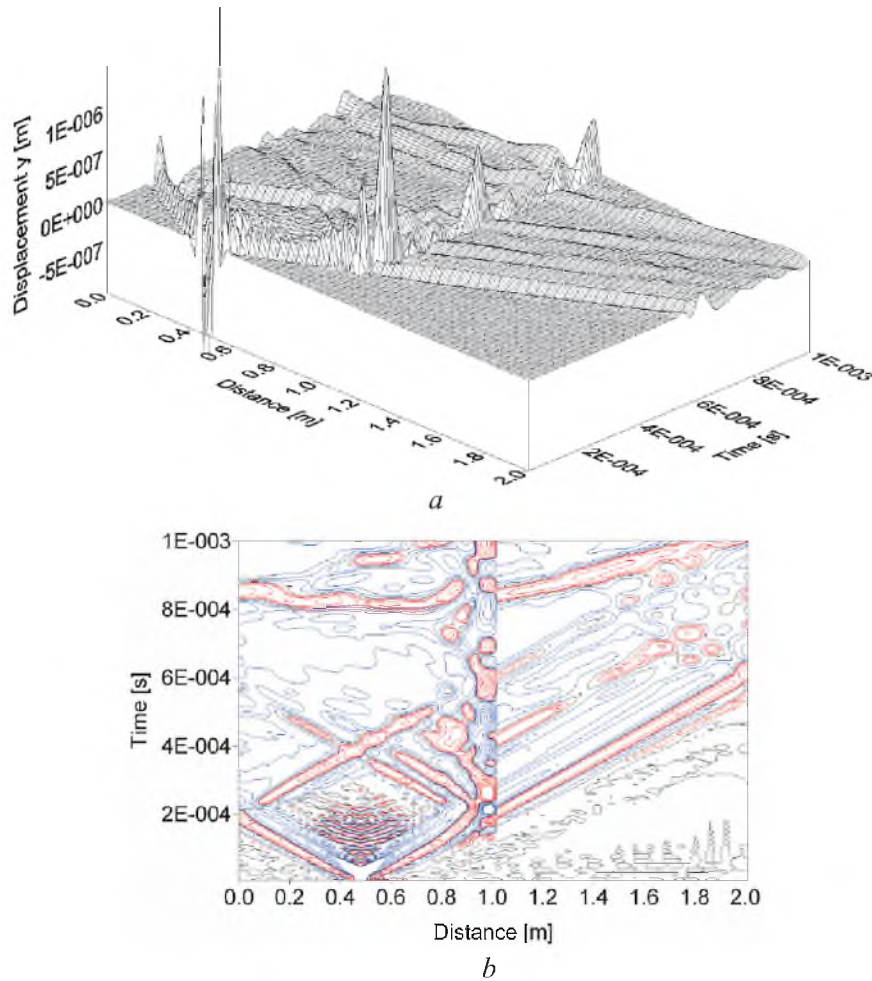 Displacement y [m]
1E-006
5E-007
0E+000
-5E-007
0.0
0.2
0.4
0.6
0.8
1.0
1.2
1.4
1.6
1.8
2.0
Distance [m]
2E-004
4E-004
6E-004
8E-004
1E-003
Time [s]
a
1E-003
8E-004
6E-004
4E-004
2E-004
Time [s]
0.0 0.2 0.4 0.6 0.8 1.0 1.2 1.4 1.6 1.8 2.0
Distance [m]
b